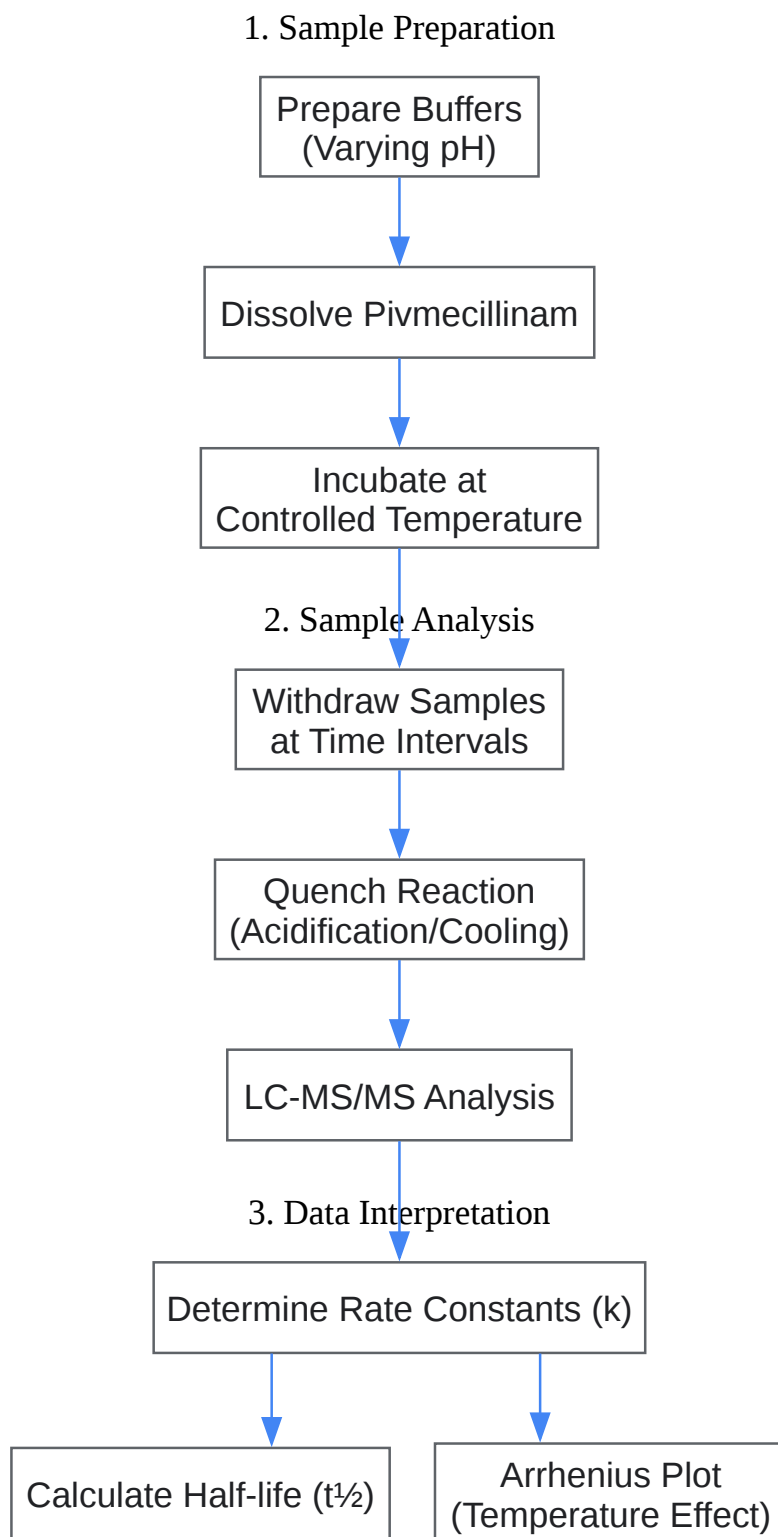 1. Sample Preparation
Prepare Buffers
(Varying pH)
Dissolve Pivmecillinam
Incubate at
Controlled Temperature
2. Sample Analysis
Withdraw Samples
at Time Intervals
Quench Reaction
(Acidification/Cooling)
LC-MS/MS Analysis
3. Data Interpretation
Determine Rate Constants (k)
Calculate Half-life (t½)
Arrhenius Plot
(Temperature Effect)